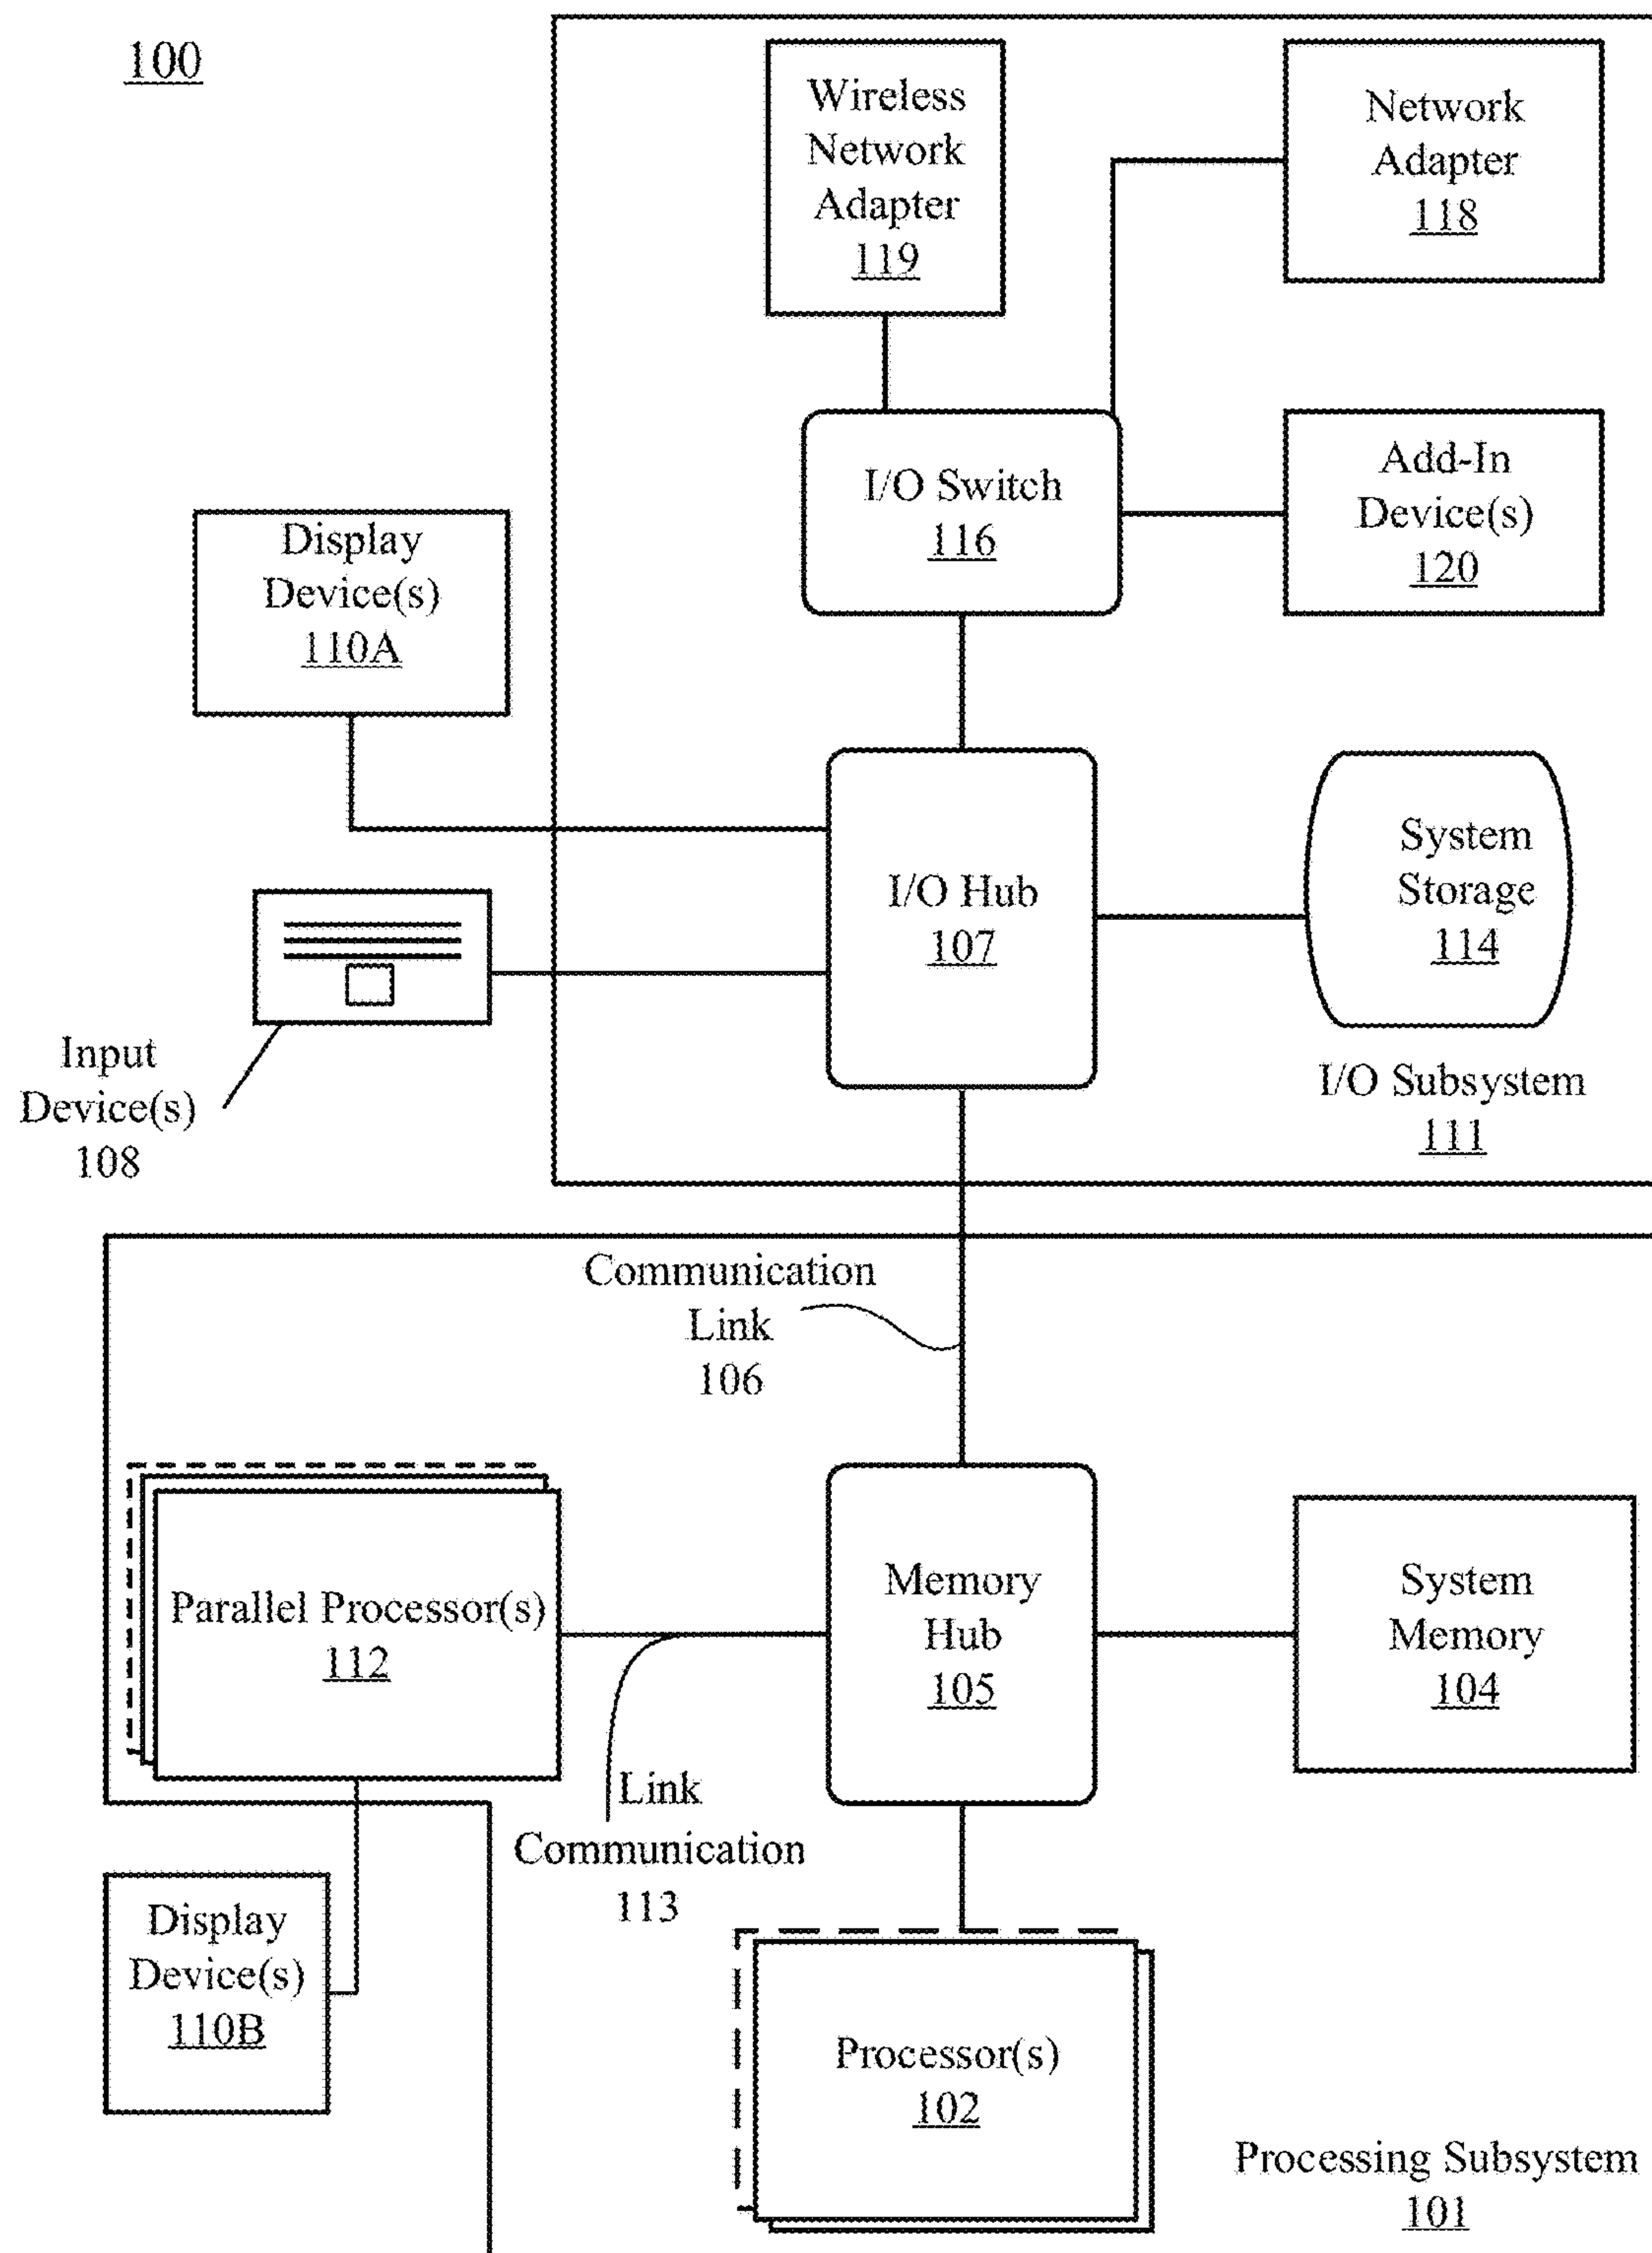 100
Wireless
Network
Adapter
119
Network
Adapter
118
I/O Switch
116
Add-In
Device(s)
120
Display
Device(s)
110A
I/O Hub
107
System
Storage
114
Input
Device(s)
108
I/O Subsystem
111
Communication
Link
106
Parallel Processor(s)
112
Memory
Hub
105
System
Memory
104
Link
Communication
113
Display
Device(s)
110B
Processor(s)
102
Processing Subsystem
101